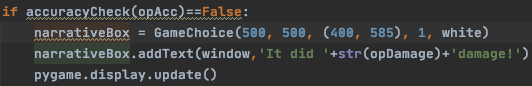 if accuracyCheck(opAcc)==False:
    narrativeBox = GameChoice(500, 500, (400, 585), 1, white)
    narrativeBox.addText(window,'It did '+str(opDamage)+'damage!')
    pygame.display.update()